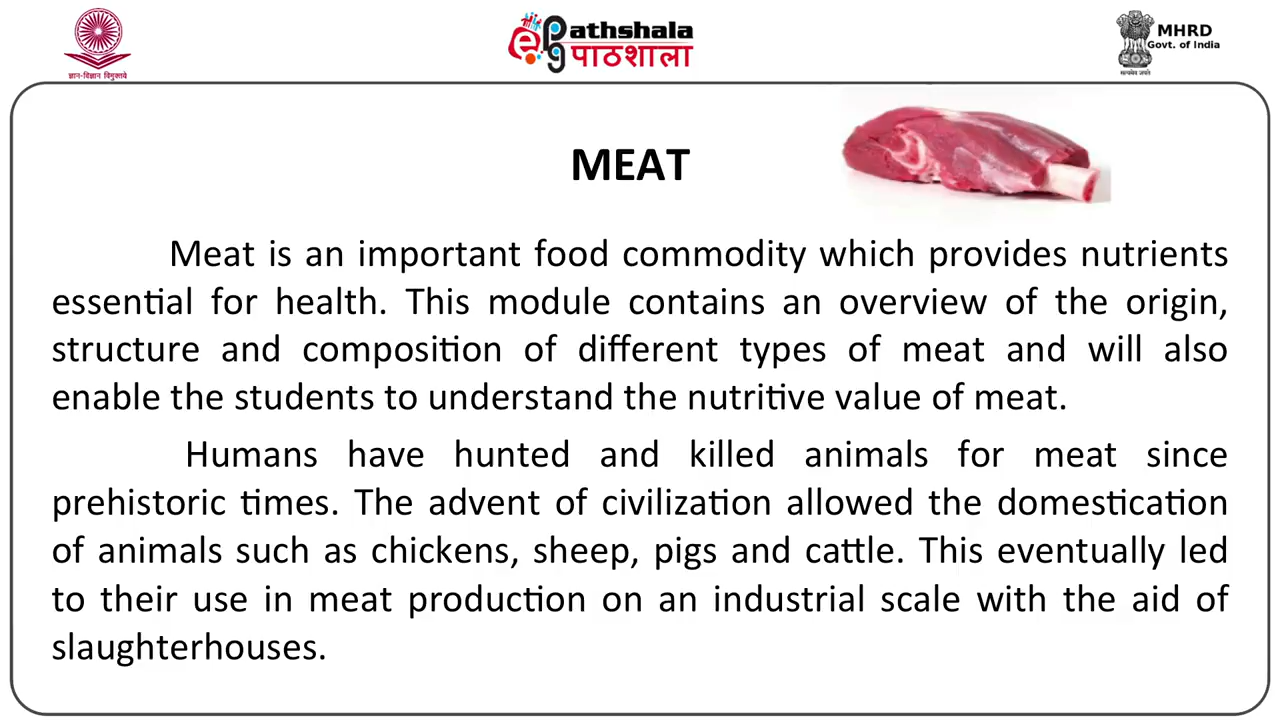 ज्ञान-विज्ञान विमुक्तये
e Pathshala
पाठशाला
MHRD
Govt. of India
सत्यमेव जयते
MEAT
Meat is an important food commodity which provides nutrients
essential for health. This module contains an overview of the origin,
structure and composition of different types of meat and will also
enable the students to understand the nutritive value of meat.
Humans have hunted and killed animals for meat since
prehistoric times. The advent of civilization allowed the domestication
of animals such as chickens, sheep, pigs and cattle. This eventually led
to their use in meat production on an industrial scale with the aid of
slaughterhouses.